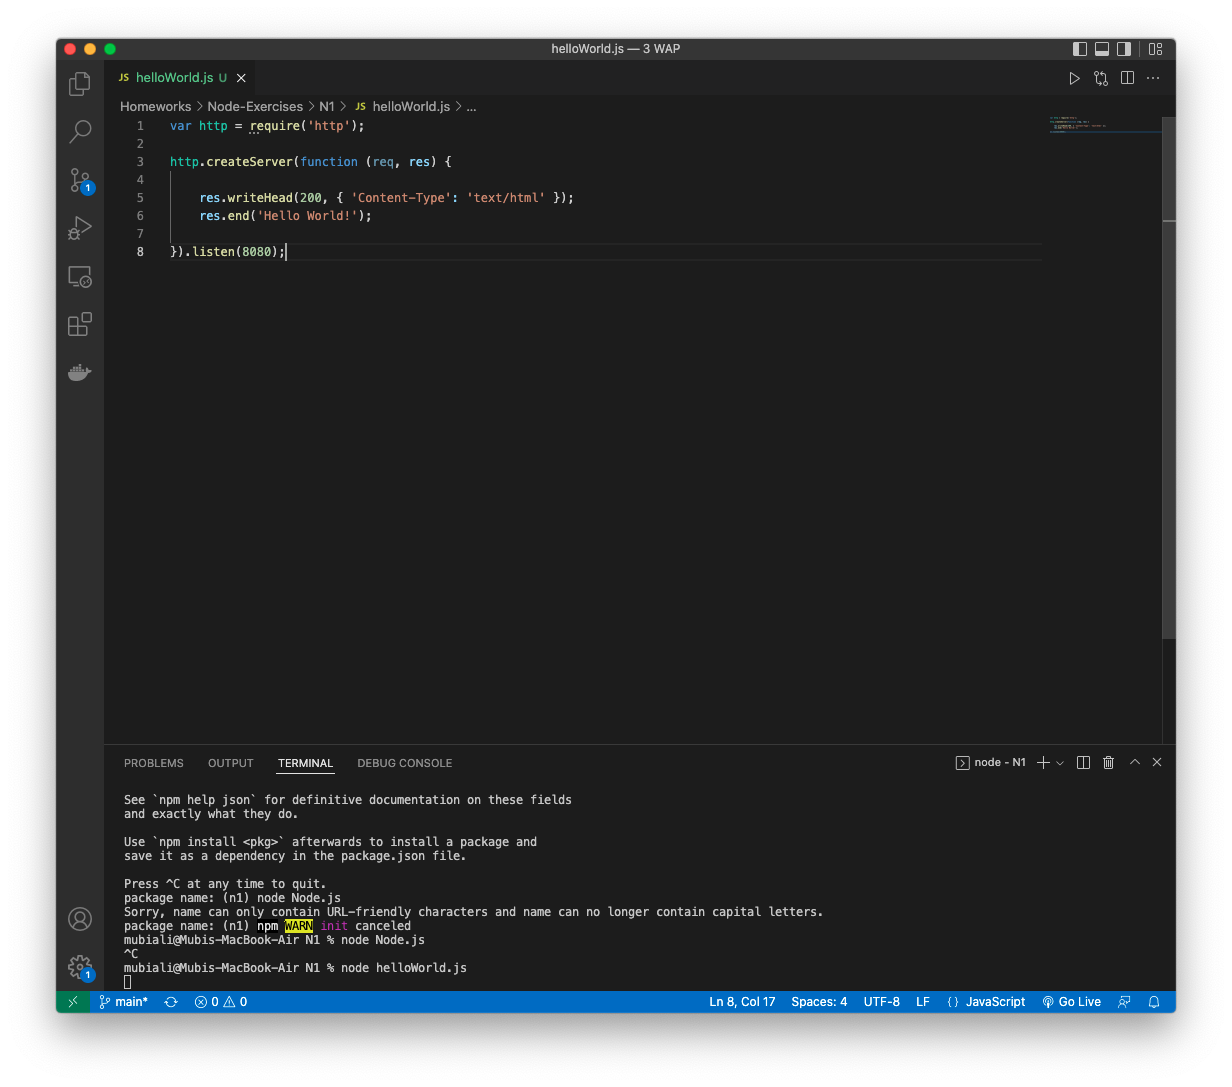 helloWorld.js — 3 WAP
JS helloWorld.js U
Homeworks > Node-Exercises > N1 > JS helloWorld.js > ...
1 var http = require('http');
2
3 http.createServer(function (req, res) {
4
5 res.writeHead(200, { 'Content-Type': 'text/html' });
6 res.end('Hello World!');
7
8 }).listen(8080);
1
PROBLEMS OUTPUT TERMINAL DEBUG CONSOLE node - N1
See `npm help json` for definitive documentation on these fields
and exactly what they do.
Use `npm install <pkg>` afterwards to install a package and
save it as a dependency in the package.json file.
Press ^C at any time to quit.
package name: (n1) node Node.js
Sorry, name can only contain URL-friendly characters and name can no longer contain capital letters.
package name: (n1) npm WARN init canceled
mubiali@Mubis-MacBook-Air N1 % node Node.js
^C
mubiali@Mubis-MacBook-Air N1 % node helloWorld.js
1
main* 0 0 Ln 8, Col 17 Spaces: 4 UTF-8 LF {} JavaScript Go Live